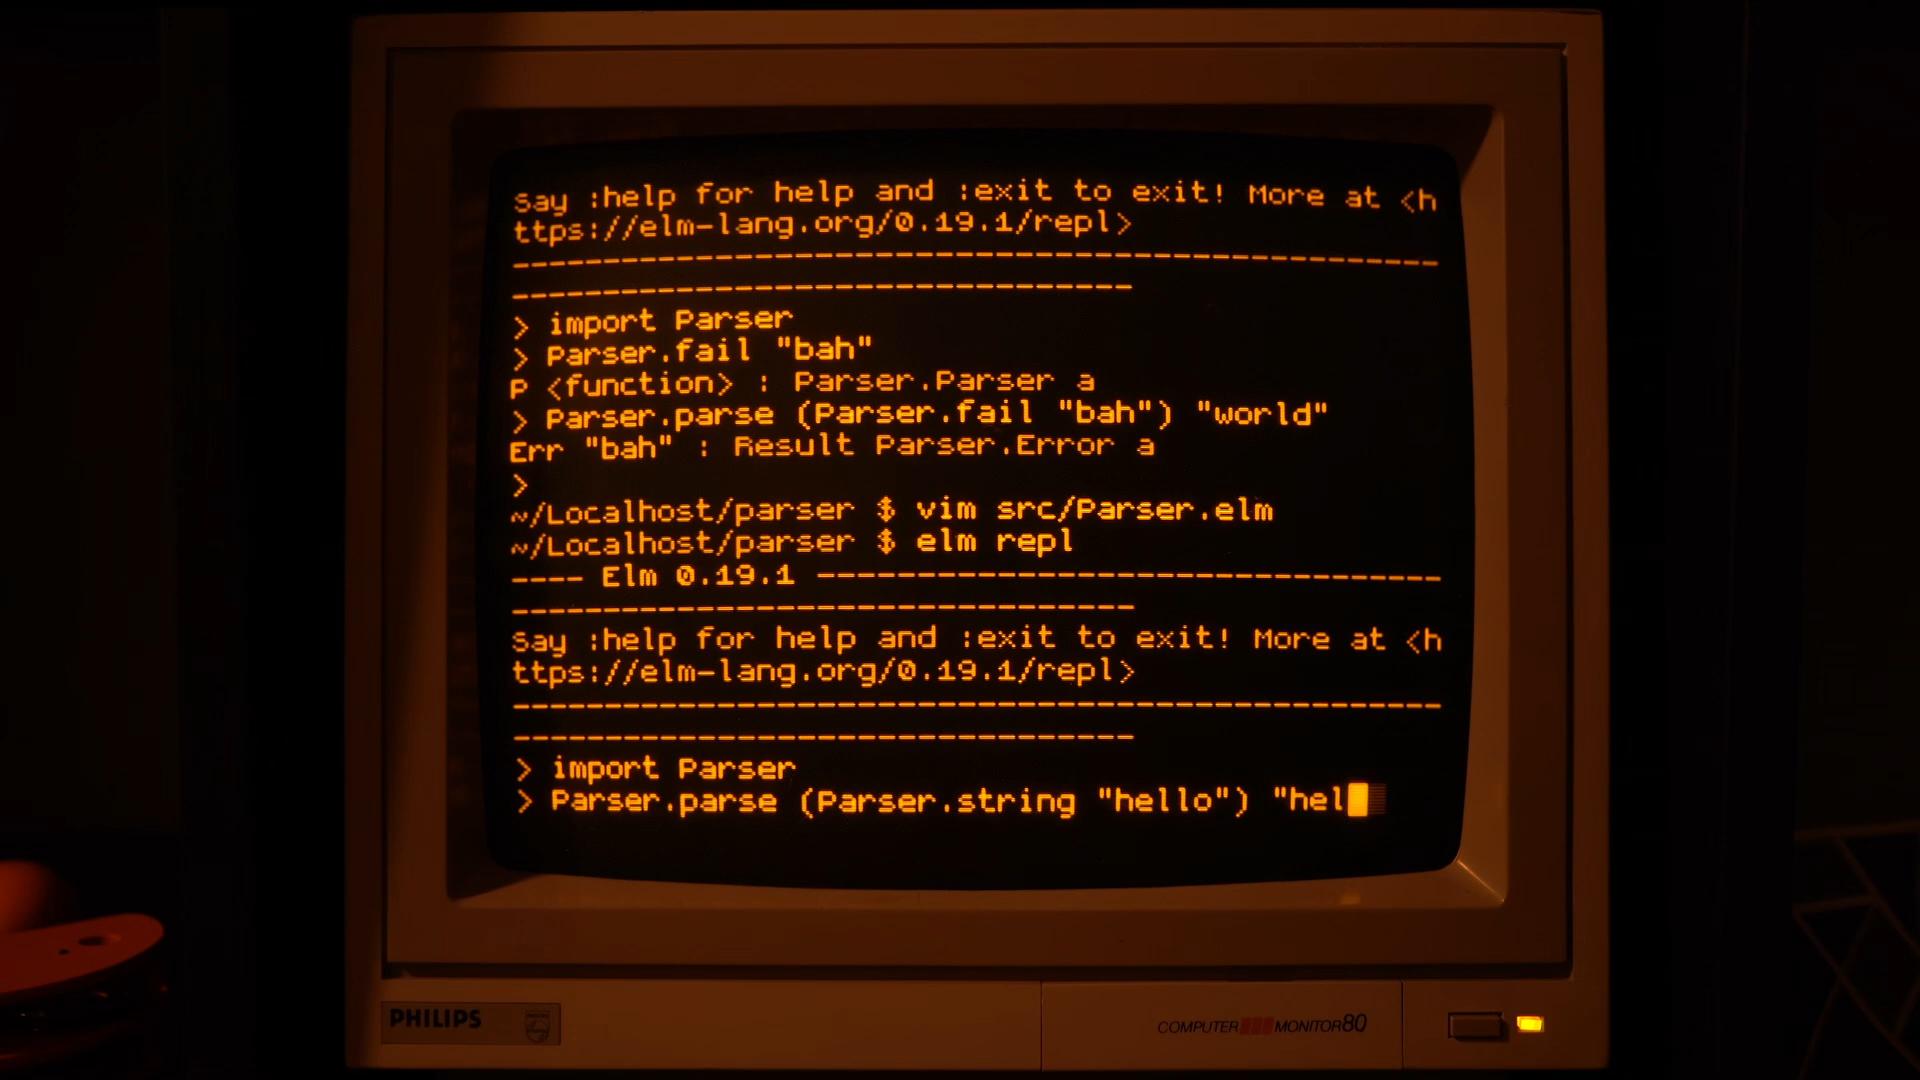 Say :help for help and :exit to exit! More at <h
ttps://elm-lang.org/0.19.1/repl>
------------------------------------------------
--------------------------------
> import Parser
> Parser.fail "bah"
P <function> : Parser.Parser a
> Parser.parse (Parser.fail "bah") "world"
Err "bah" : Result Parser.Error a
>
~/Localhost/parser $ vim src/Parser.elm
~/Localhost/parser $ elm repl
---- Elm 0.19.1 --------------------------------
--------------------------------
Say :help for help and :exit to exit! More at <h
ttps://elm-lang.org/0.19.1/repl>
------------------------------------------------
--------------------------------
> import Parser
> Parser.parse (Parser.string "hello") "hel
PHILIPS
COMPUTER MONITOR80